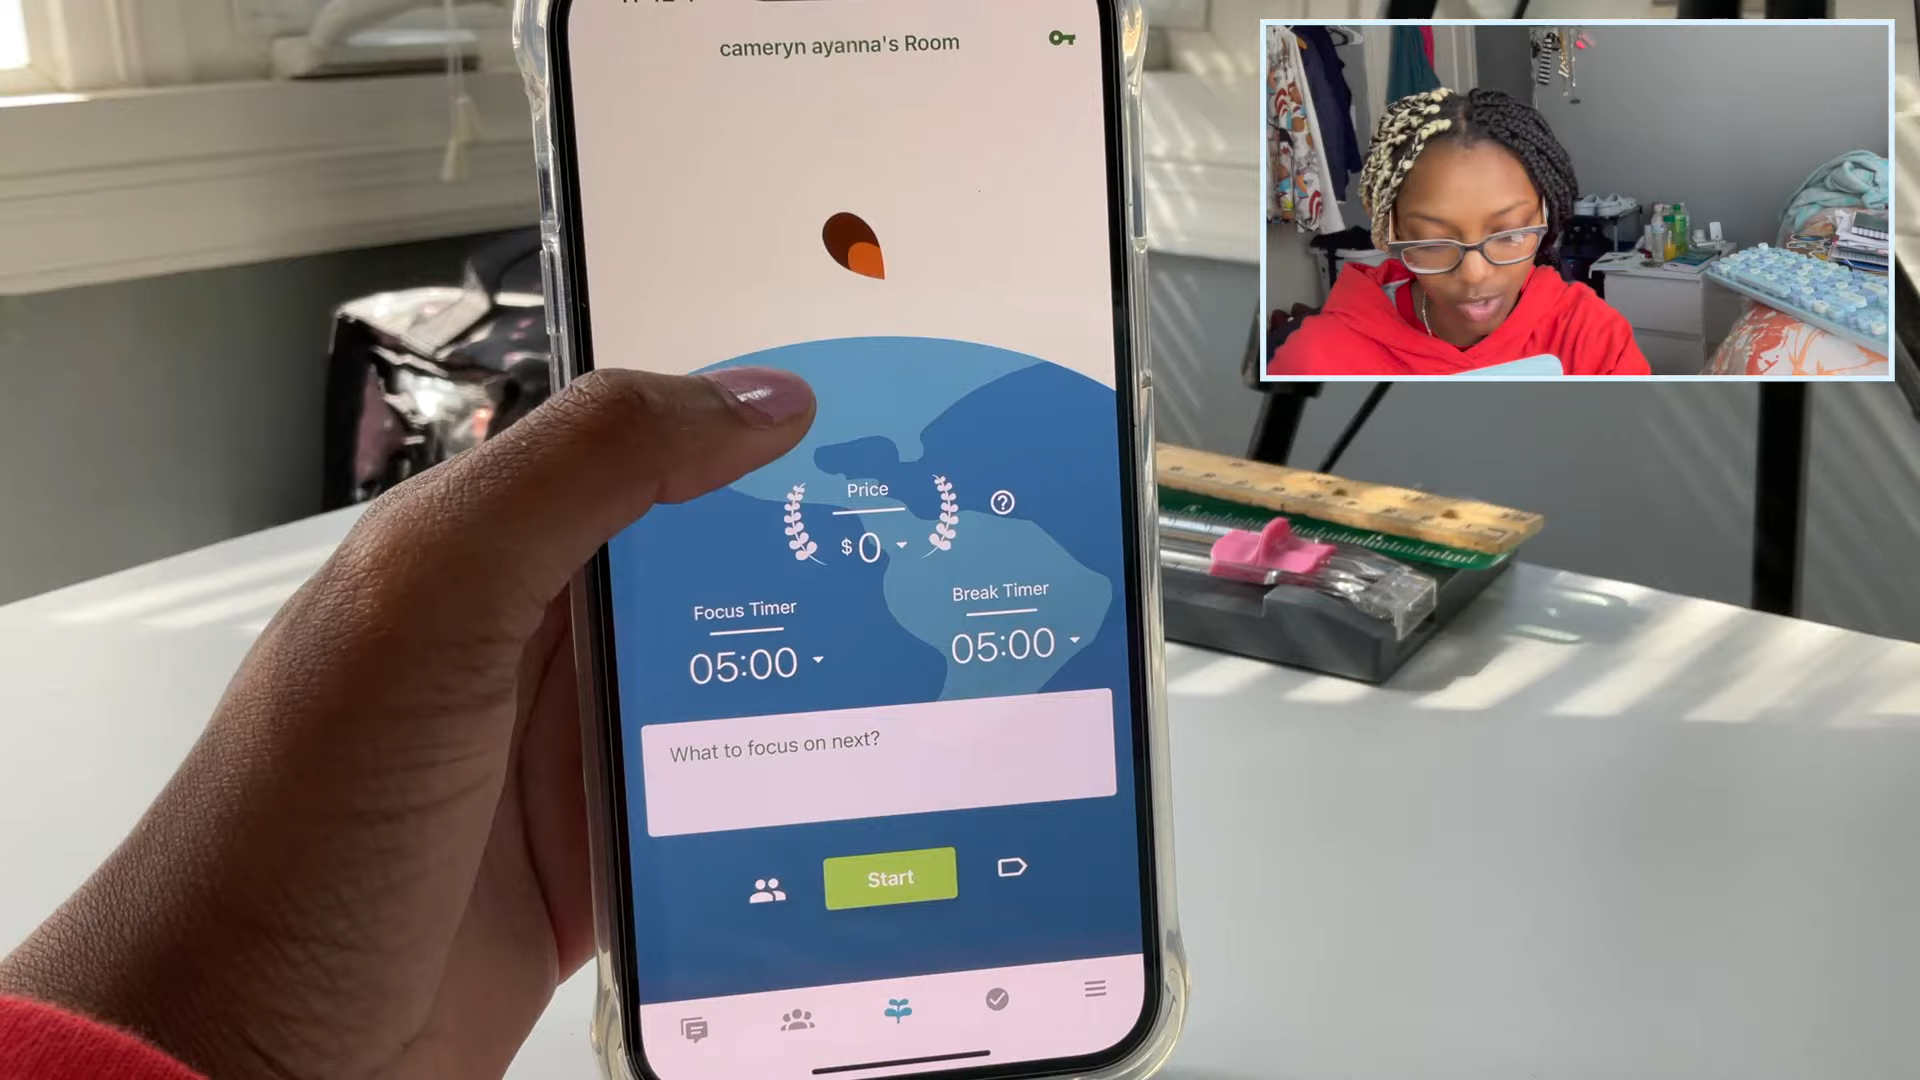 cameryn ayanna's Room
Price
$ 0
Focus Timer
05:00
Break Timer
05:00
What to focus on next?
Start